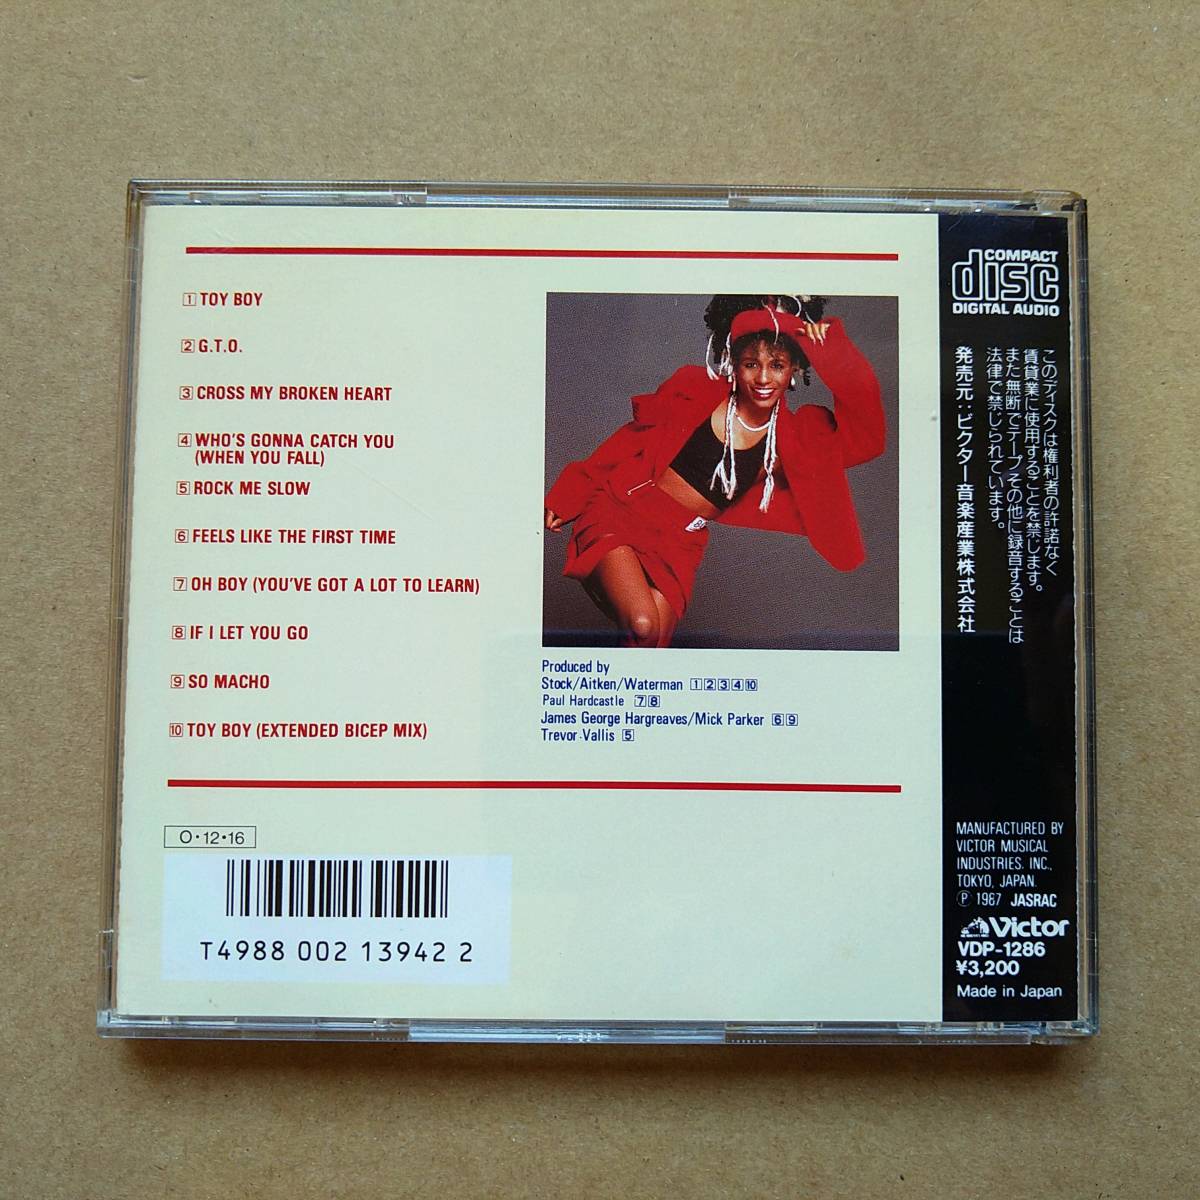 1 TOY BOY
2 G.T.O.
3 CROSS MY BROKEN HEART
4 WHO'S GONNA CATCH YOU
(WHEN YOU FALL)
5 ROCK ME SLOW
6 FEELS LIKE THE FIRST TIME
7 OH BOY (YOU'VE GOT A LOT TO LEARN)
8 IF I LET YOU GO
9 SO MACHO
10 TOY BOY (EXTENDED BICEP MIX)
Produced by
Stock/Aitken/Waterman 1 2 3 4 10
Paul Hardcastle 7 8
James George Hargreaves/Mick Parker 6 9
Trevor Vallis 5
O・12・16
T4988 002 13942 2
COMPACT
disc
DIGITAL AUDIO
このディスクは権利者の許諾なく
賃貸業に使用することを禁じます。
また無断でテープその他に録音することは
法律で禁じられています。
発売元:ビクター音楽産業株式会社
MANUFACTURED BY
VICTOR MUSICAL
INDUSTRIES, INC.,
TOKYO, JAPAN.
Ⓟ 1987 JASRAC
Victor
VDP-1286
¥3,200
Made in Japan